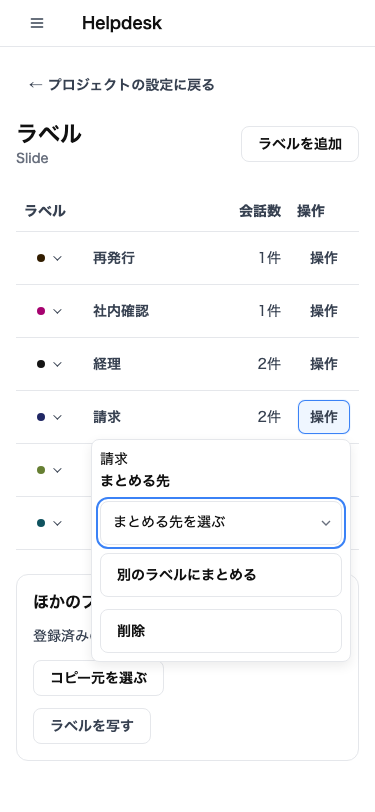 Helpdesk
← プロジェクトの設定に戻る
ラベル
Slide
ラベルを追加
ラベル 会話数 操作
再発行 1件 操作
社内確認 1件 操作
経理 2件 操作
請求 2件 操作
請求
まとめる先
まとめる先を選ぶ
別のラベルにまとめる
削除
ほかの
登録済み
コピー元を選ぶ
ラベルを写す